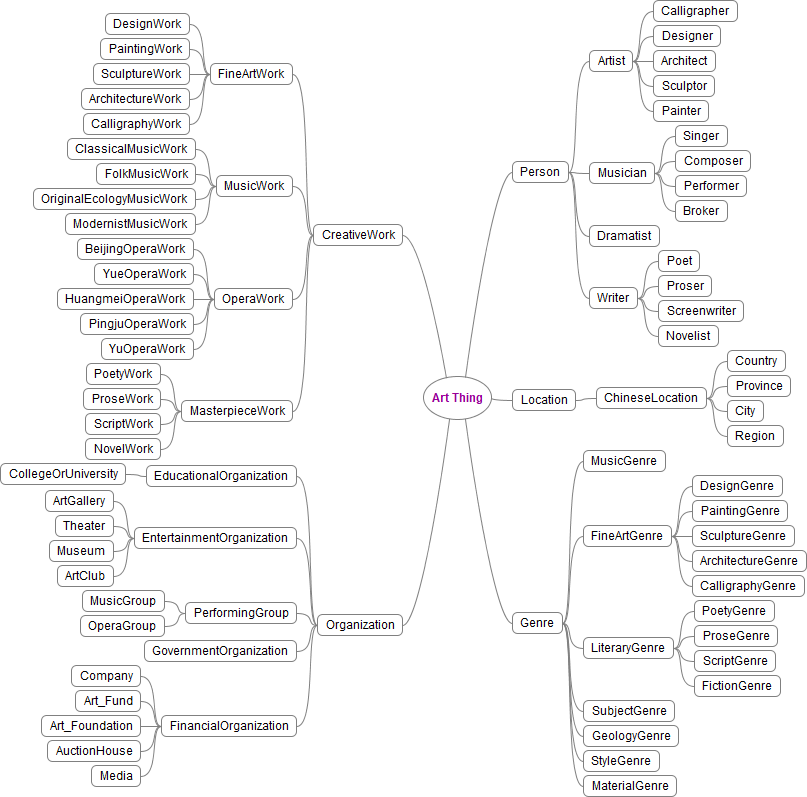 DesignWork
PaintingWork
SculptureWork
ArchitectureWork
CalligraphyWork
FineArtWork
ClassicalMusicWork
FolkMusicWork
OriginalEcologyMusicWork
ModernistMusicWork
MusicWork
BeijingOperaWork
YueOperaWork
HuangmeiOperaWork
PingjuOperaWork
YuOperaWork
OperaWork
PoetyWork
ProseWork
ScriptWork
NovelWork
MasterpieceWork
CreativeWork
CollegeOrUniversity
EducationalOrganization
ArtGallery
Theater
Museum
ArtClub
EntertainmentOrganization
MusicGroup
OperaGroup
PerformingGroup
GovernmentOrganization
Company
Art_Fund
Art_Foundation
AuctionHouse
Media
FinancialOrganization
Organization
Art Thing
Person
Artist
Calligrapher
Designer
Architect
Sculptor
Painter
Musician
Singer
Composer
Performer
Broker
Dramatist
Writer
Poet
Proser
Screenwriter
Novelist
Location
ChineseLocation
Country
Province
City
Region
Genre
MusicGenre
FineArtGenre
DesignGenre
PaintingGenre
SculptureGenre
ArchitectureGenre
CalligraphyGenre
LiteraryGenre
PoetyGenre
ProseGenre
ScriptGenre
FictionGenre
SubjectGenre
GeologyGenre
StyleGenre
MaterialGenre